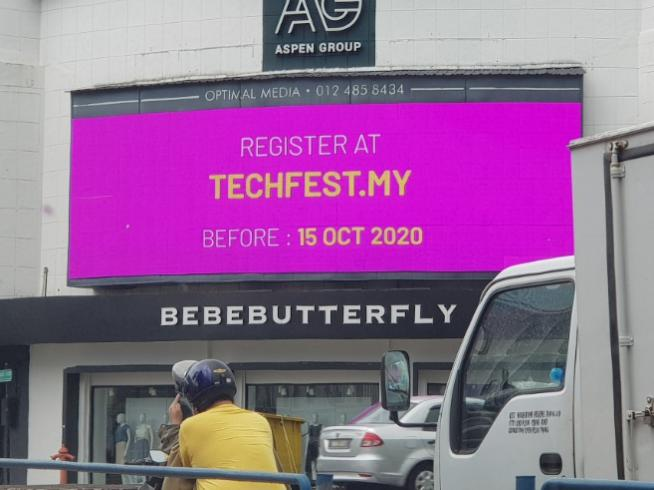 AG
ASPEN GROUP
OPTIMAL MEDIA • 012 485 8434
REGISTER AT
TECHFEST.MY
BEFORE : 15 OCT 2020
BEBEBUTTERFLY